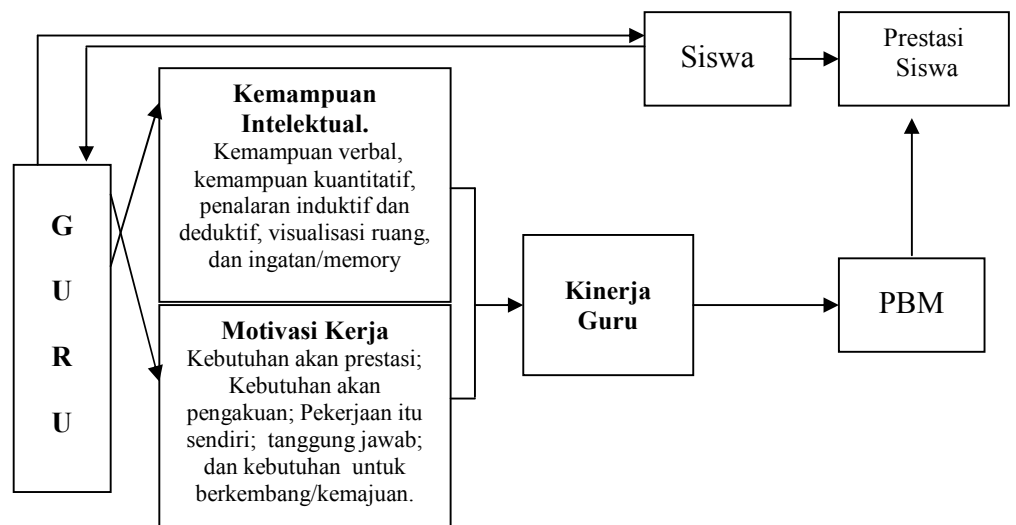 Siswa
Prestasi
Siswa
Kemampuan
Intelektual.
Kemampuan verbal,
kemampuan kuantitatif,
penalaran induktif dan
deduktif, visualisasi ruang,
dan ingatan/memory
G
U
R
U
Motivasi Kerja
Kebutuhan akan prestasi;
Kebutuhan akan
pengakuan; Pekerjaan itu
sendiri; tanggung jawab;
dan kebutuhan untuk
berkembang/kemajuan.
Kinerja
Guru
PBM